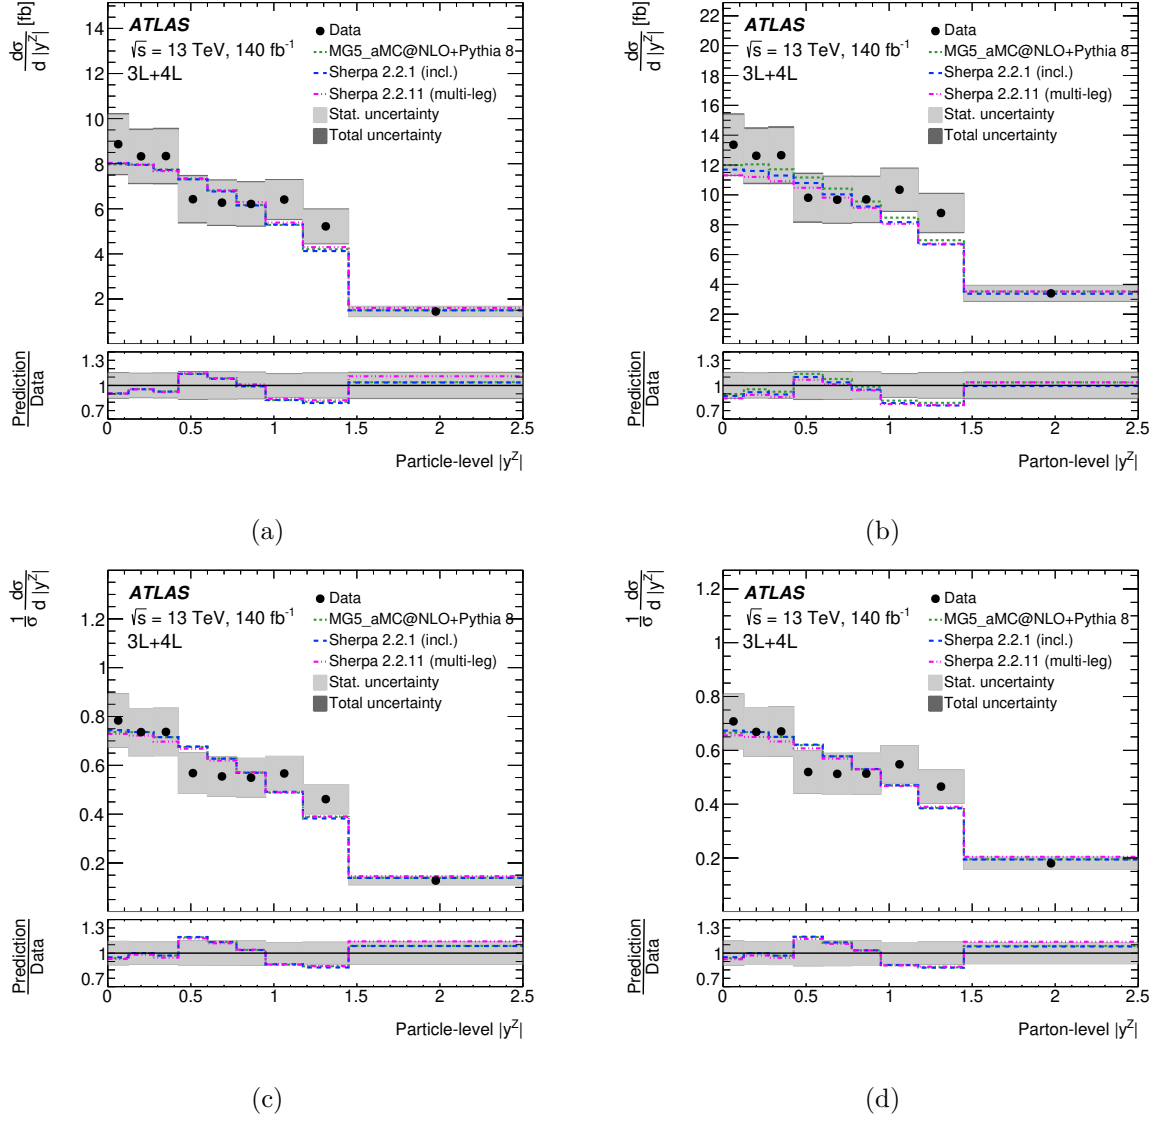 dσ
d |y^Z| [fb]
ATLAS
√s = 13 TeV, 140 fb⁻¹
3L+4L
Data
MG5_aMC@NLO+Pythia 8
Sherpa 2.2.1 (incl.)
Sherpa 2.2.11 (multi-leg)
Stat. uncertainty
Total uncertainty
14
12
10
8
6
4
2
Prediction
Data
1.3
1
0.7
0 0.5 1 1.5 2 2.5
Particle-level |y^Z|
(a)
dσ
d |y^Z| [fb]
ATLAS
√s = 13 TeV, 140 fb⁻¹
3L+4L
Data
MG5_aMC@NLO+Pythia 8
Sherpa 2.2.1 (incl.)
Sherpa 2.2.11 (multi-leg)
Stat. uncertainty
Total uncertainty
22
20
18
16
14
12
10
8
6
4
2
Prediction
Data
1.3
1
0.7
0 0.5 1 1.5 2 2.5
Parton-level |y^Z|
(b)
1 dσ
σ d |y^Z|
ATLAS
√s = 13 TeV, 140 fb⁻¹
3L+4L
Data
MG5_aMC@NLO+Pythia 8
Sherpa 2.2.1 (incl.)
Sherpa 2.2.11 (multi-leg)
Stat. uncertainty
Total uncertainty
1.2
1
0.8
0.6
0.4
0.2
Prediction
Data
1.3
1
0.7
0 0.5 1 1.5 2 2.5
Particle-level |y^Z|
(c)
1 dσ
σ d |y^Z|
ATLAS
√s = 13 TeV, 140 fb⁻¹
3L+4L
Data
MG5_aMC@NLO+Pythia 8
Sherpa 2.2.1 (incl.)
Sherpa 2.2.11 (multi-leg)
Stat. uncertainty
Total uncertainty
1.2
1
0.8
0.6
0.4
0.2
Prediction
Data
1.3
1
0.7
0 0.5 1 1.5 2 2.5
Parton-level |y^Z|
(d)